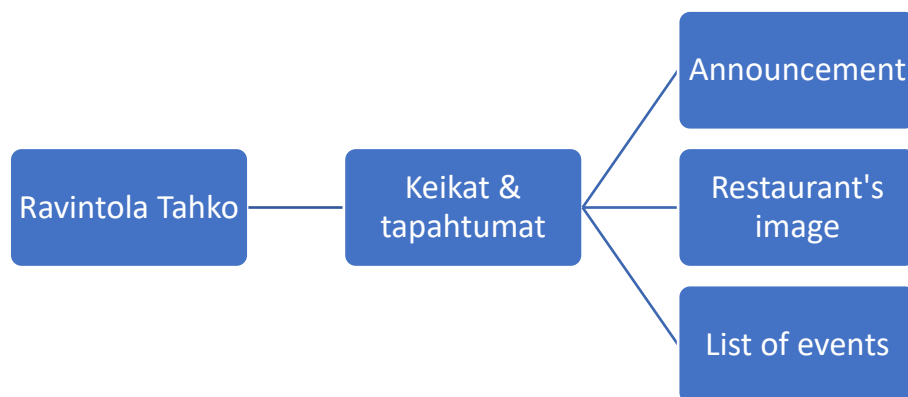 Ravintola Tahko
Keikat &
tapahtumat
Announcement
Restaurant's
image
List of events